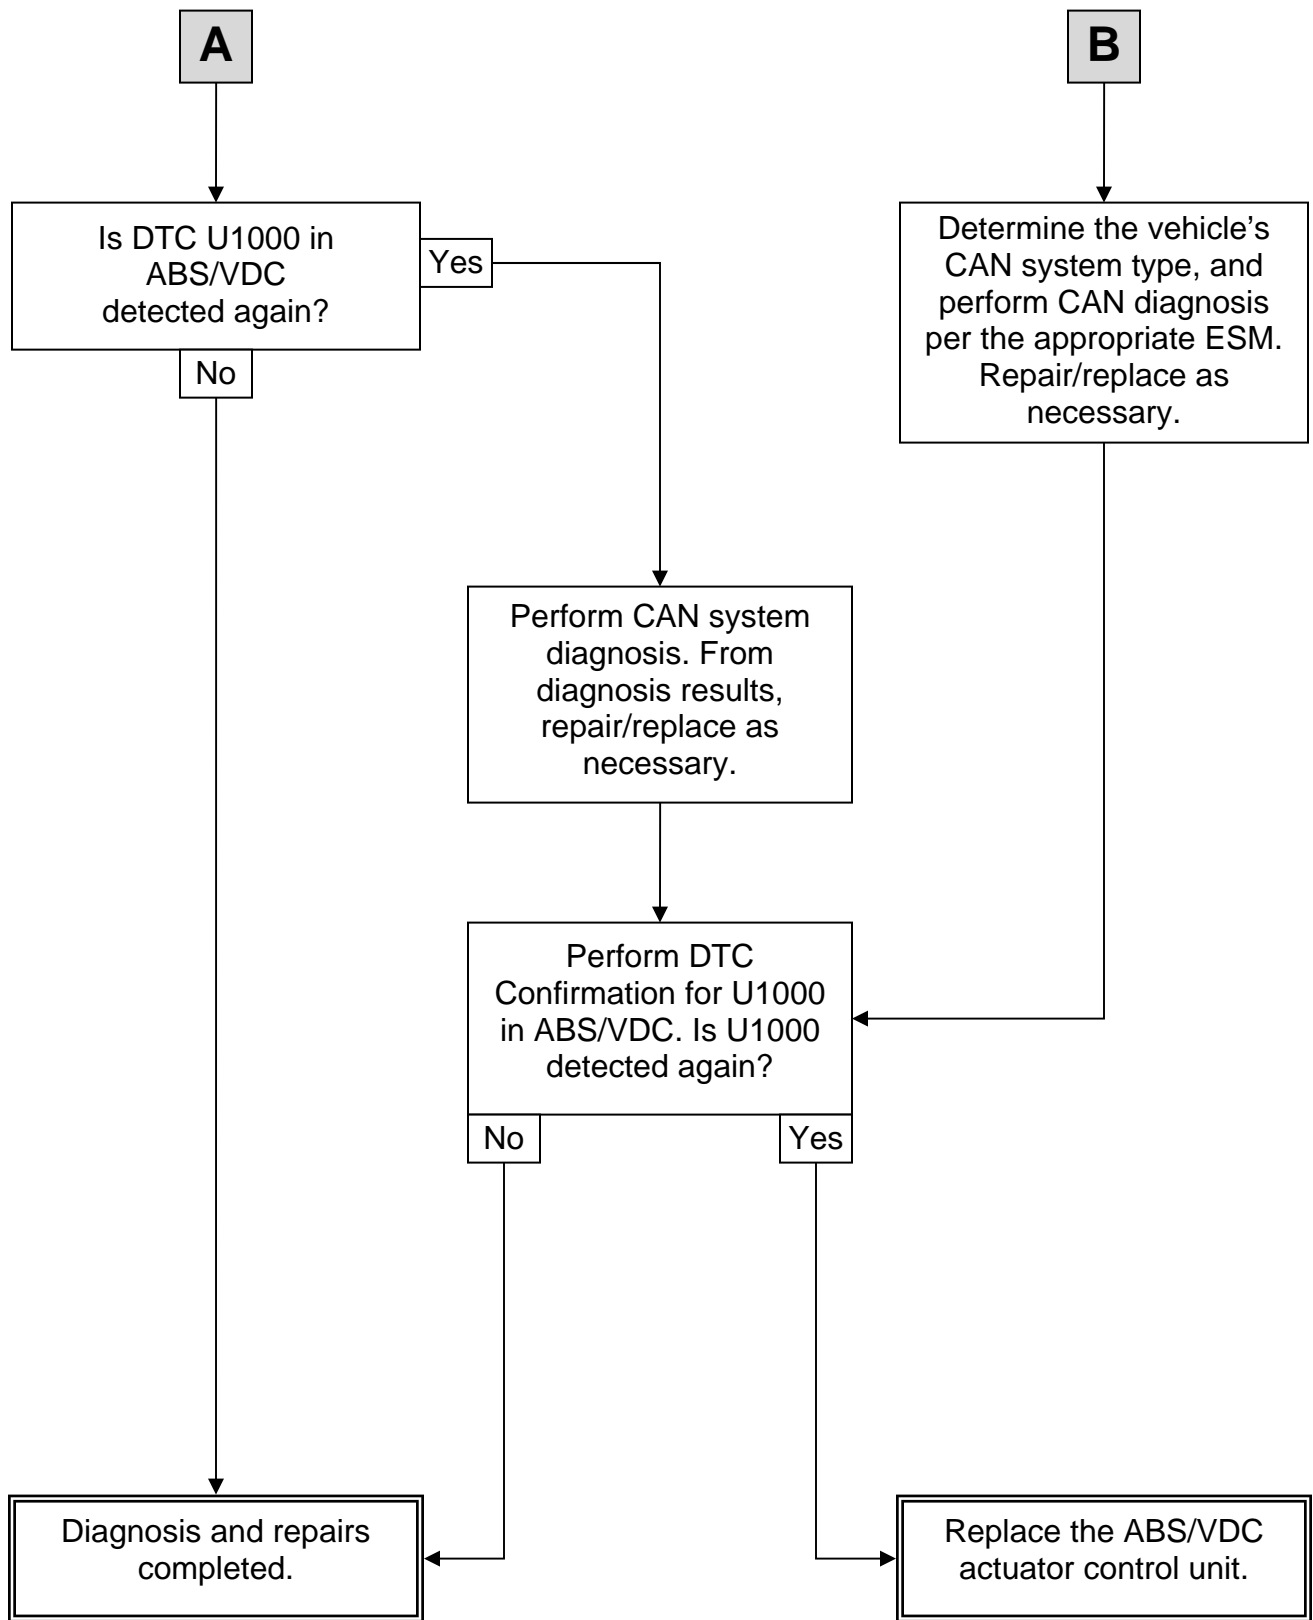 A
B
Is DTC U1000 in
ABS/VDC
detected again?
Yes
No
Determine the vehicle's
CAN system type, and
perform CAN diagnosis
per the appropriate ESM.
Repair/replace as
necessary.
Perform CAN system
diagnosis. From
diagnosis results,
repair/replace as
necessary.
Perform DTC
Confirmation for U1000
in ABS/VDC. Is U1000
detected again?
No
Yes
Diagnosis and repairs
completed.
Replace the ABS/VDC
actuator control unit.